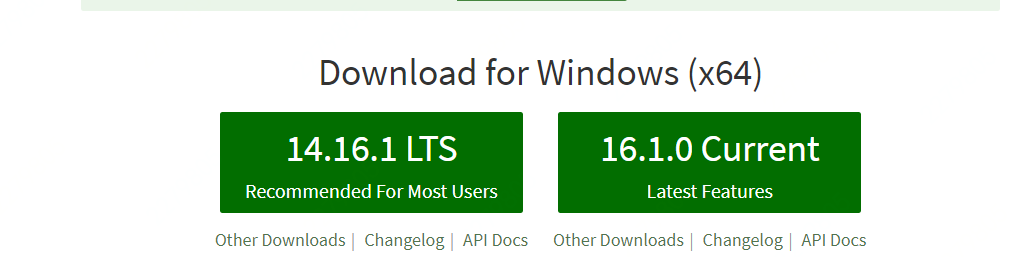 Download for Windows (x64)
14.16.1 LTS
Recommended For Most Users
16.1.0 Current
Latest Features
Other Downloads | Changelog | API Docs
Other Downloads | Changelog | API Docs